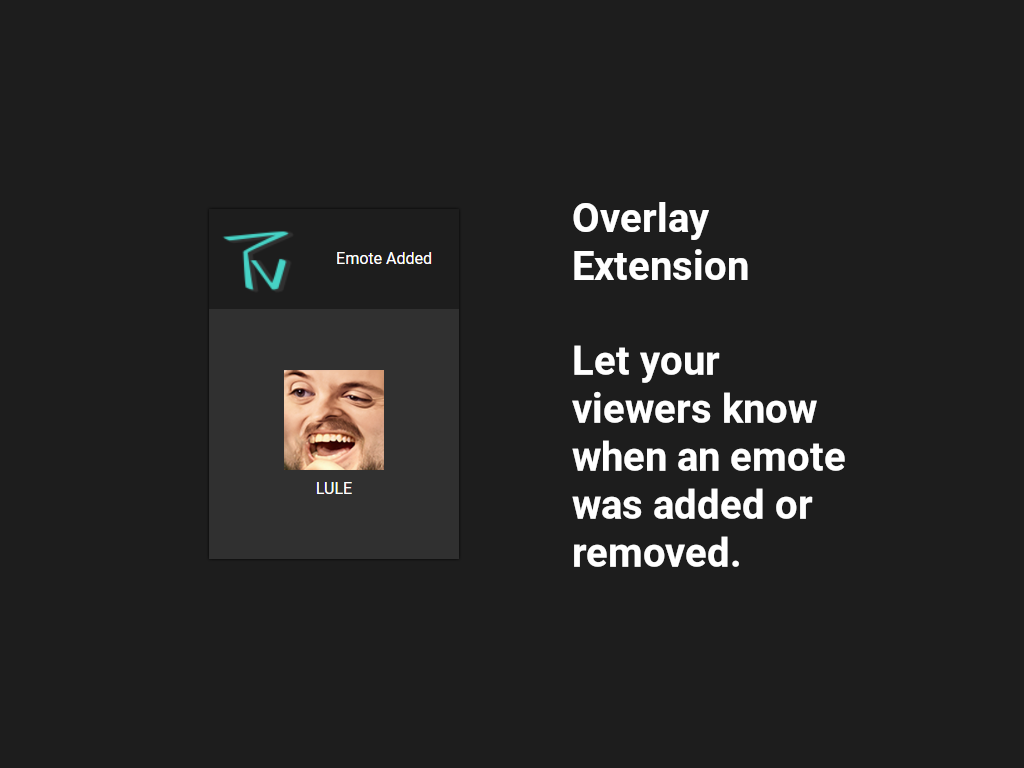 Emote Added
LULE
Overlay
Extension
Let your
viewers know
when an emote
was added or
removed.